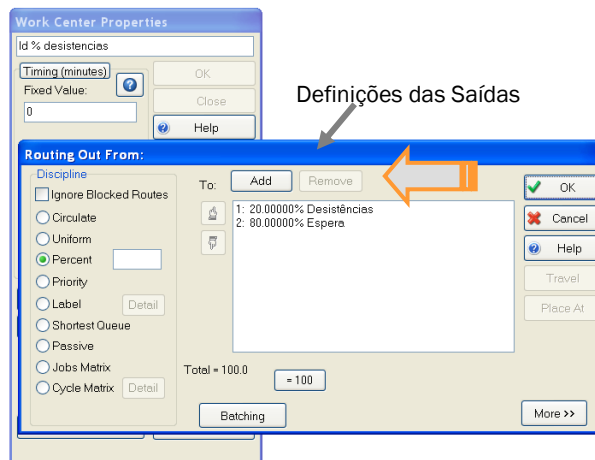 Work Center Properties
Id % desistencias
Timing (minutes)
Fixed Value:
0
OK
Close
Help
Definições das Saídas
Routing Out From:
Discipline
Ignore Blocked Routes
Circulate
Uniform
Percent
Priority
Label Detail
Shortest Queue
Passive
Jobs Matrix
Cycle Matrix Detail
To: Add Remove
1: 20.00000% Desistências
2: 80.00000% Espera
Total = 100.0 = 100
Batching
OK
Cancel
Help
Travel
Place At
More >>